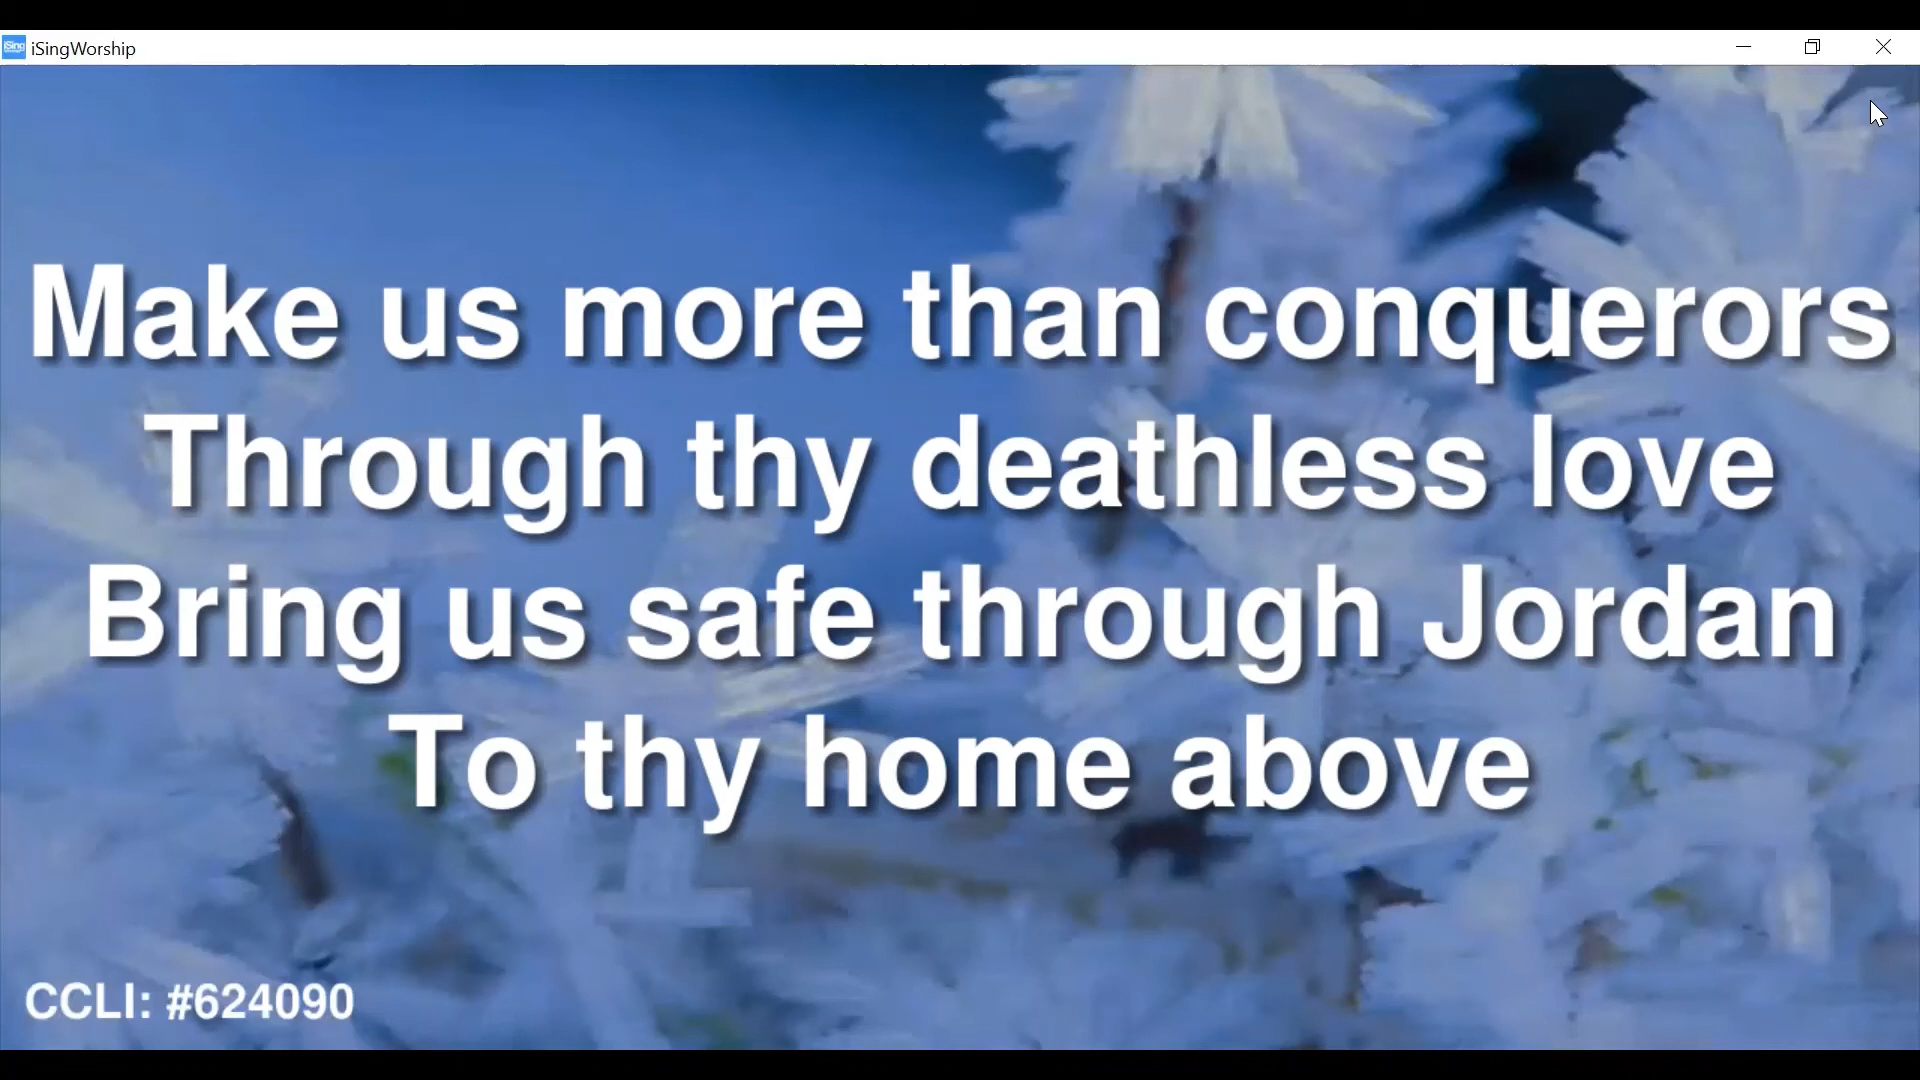 iSingWorship
Make us more than conquerors
Through thy deathless love
Bring us safe through Jordan
To thy home above
CCLI: #624090